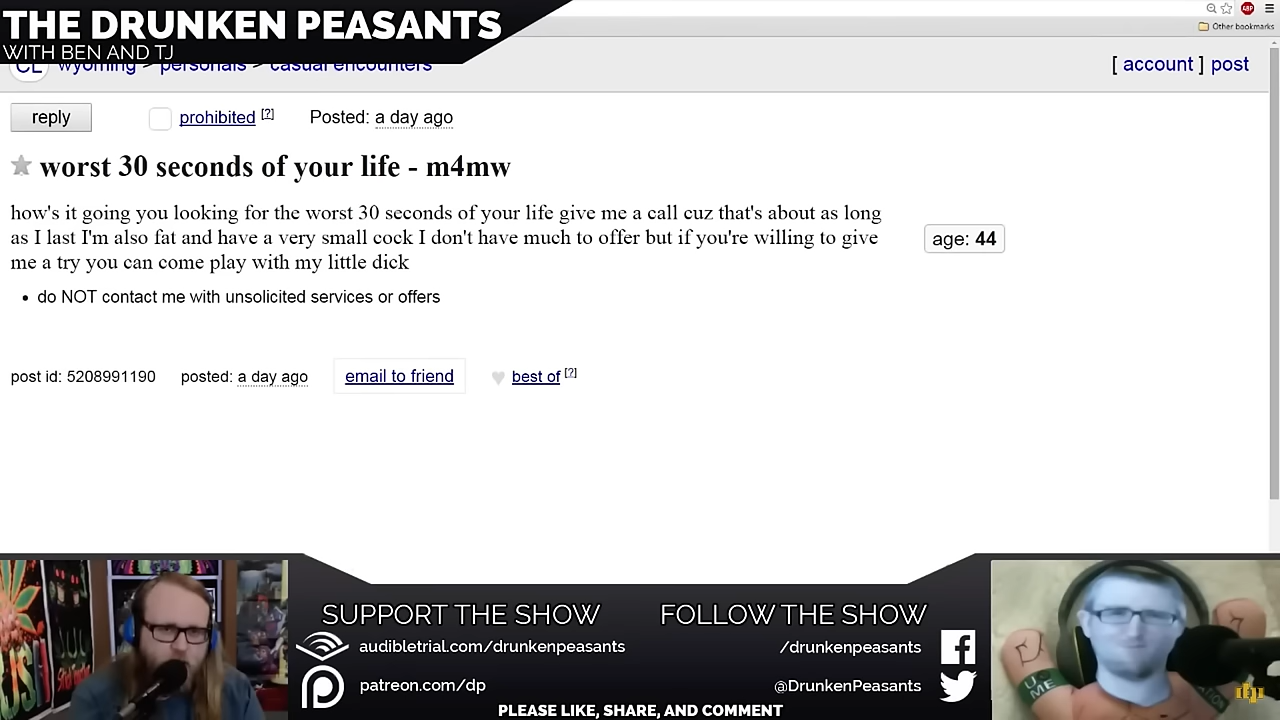 THE DRUNKEN PEASANTS
WITH BEN AND TJ
Other bookmarks
CL wyoming > personals > casual encounters
[ account ] post
reply
prohibited [?]
Posted: a day ago
worst 30 seconds of your life - m4mw
how's it going you looking for the worst 30 seconds of your life give me a call cuz that's about as long
as I last I'm also fat and have a very small cock I don't have much to offer but if you're willing to give
me a try you can come play with my little dick
age: 44
• do NOT contact me with unsolicited services or offers
post id: 5208991190
posted: a day ago
email to friend
best of [?]
SUPPORT THE SHOW
audibletrial.com/drunkenpeasants
patreon.com/dp
FOLLOW THE SHOW
/drunkenpeasants
@DrunkenPeasants
PLEASE LIKE, SHARE, AND COMMENT
ABP
U
ME